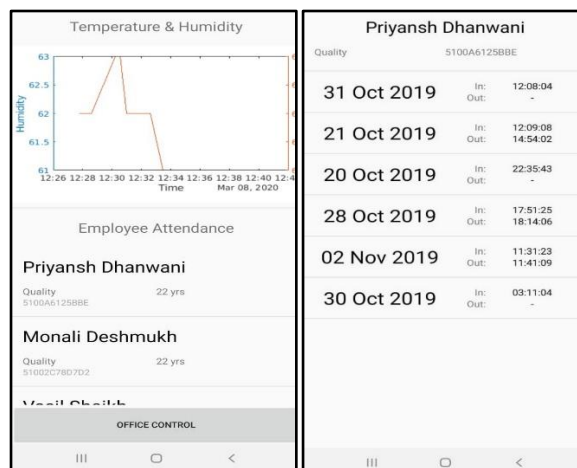 Temperature & Humidity
63
62.5
62
61.5
61
Humidity
12:26 12:28 12:30 12:32 12:34 12:36 12:38 12:40 12:4
Time
Mar 08, 2020
Employee Attendance
Priyansh Dhanwani
Quality 22 yrs
5100A6125BBE
Monali Deshmukh
Quality 22 yrs
51002C78D7D2
OFFICE CONTROL
Priyansh Dhanwani
Quality 5100A6125BBE
31 Oct 2019 In: 12:08:04
Out: -
21 Oct 2019 In: 12:09:08
Out: 14:54:02
20 Oct 2019 In: 22:35:43
Out: -
28 Oct 2019 In: 17:51:25
Out: 18:14:06
02 Nov 2019 In: 11:31:23
Out: 11:41:09
30 Oct 2019 In: 03:11:04
Out: -